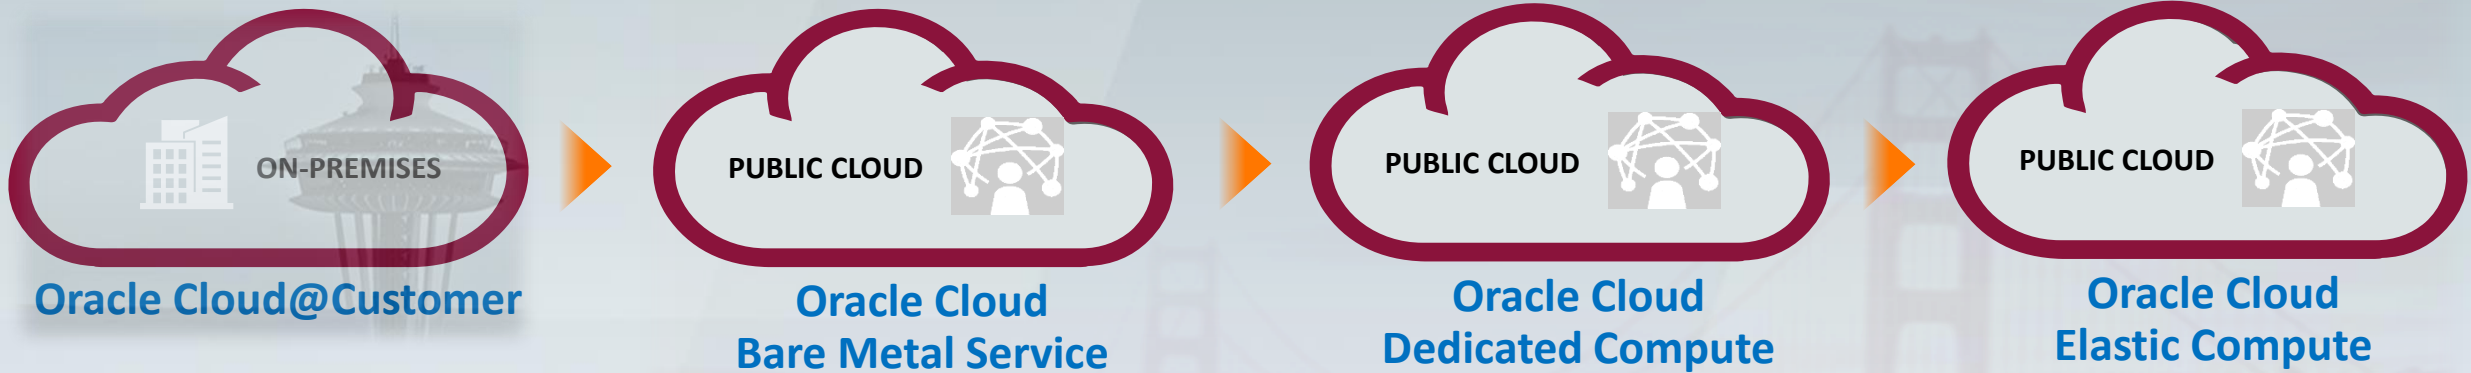 ON-PREMISES
PUBLIC CLOUD
PUBLIC CLOUD
PUBLIC CLOUD
Oracle Cloud@Customer
Oracle Cloud
Bare Metal Service
Oracle Cloud
Dedicated Compute
Oracle Cloud
Elastic Compute